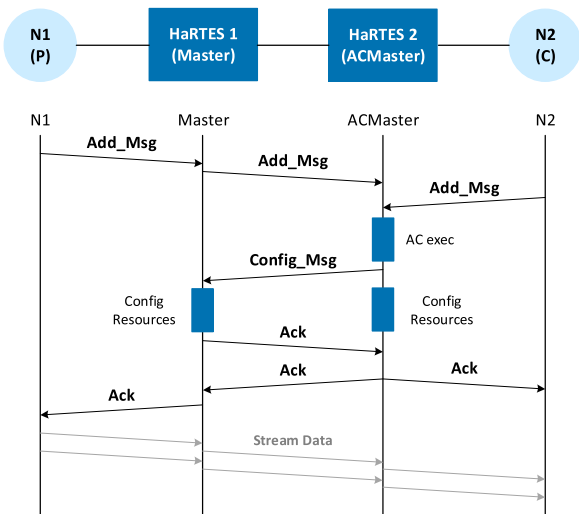 N1
(P)
HaRTES 1
(Master)
HaRTES 2
(ACMaster)
N2
(C)
N1
Master
ACMaster
N2
Add_Msg
Add_Msg
Add_Msg
AC exec
Config_Msg
Config
Resources
Config
Resources
Ack
Ack
Ack
Ack
Stream Data